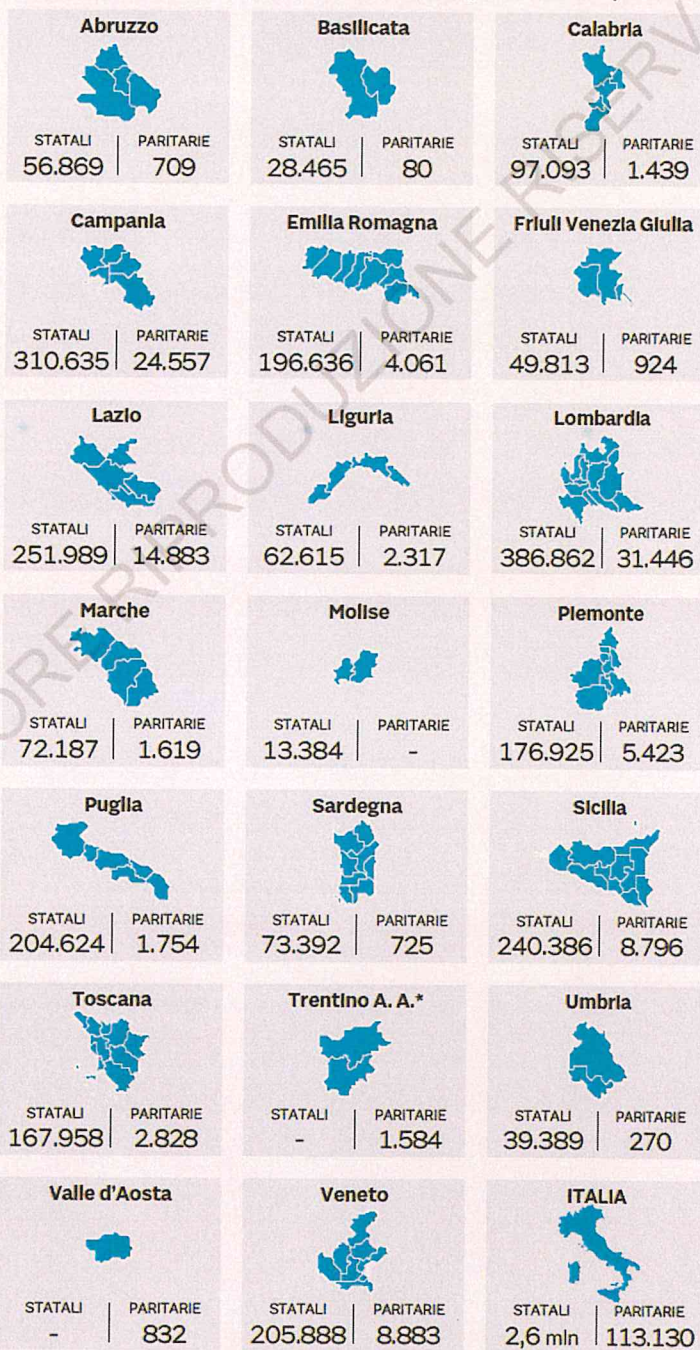 Abruzzo
STATALI PARITARIE
56.869 709
Basilicata
STATALI PARITARIE
28.465 80
Calabria
STATALI PARITARIE
97.093 1.439
Campania
STATALI PARITARIE
310.635 24.557
Emilia Romagna
STATALI PARITARIE
196.636 4.061
Friuli Venezia Giulia
STATALI PARITARIE
49.813 924
Lazio
STATALI PARITARIE
251.989 14.883
Liguria
STATALI PARITARIE
62.615 2.317
Lombardia
STATALI PARITARIE
386.862 31.446
Marche
STATALI PARITARIE
72.187 1.619
Molise
STATALI PARITARIE
13.384 -
Piemonte
STATALI PARITARIE
176.925 5.423
Puglia
STATALI PARITARIE
204.624 1.754
Sardegna
STATALI PARITARIE
73.392 725
Sicilia
STATALI PARITARIE
240.386 8.796
Toscana
STATALI PARITARIE
167.958 2.828
Trentino A. A.*
STATALI PARITARIE
- 1.584
Umbria
STATALI PARITARIE
39.389 270
Valle d'Aosta
STATALI PARITARIE
- 832
Veneto
STATALI PARITARIE
205.888 8.883
ITALIA
STATALI PARITARIE
2,6 mln 113.130
RIPRODUZIONE